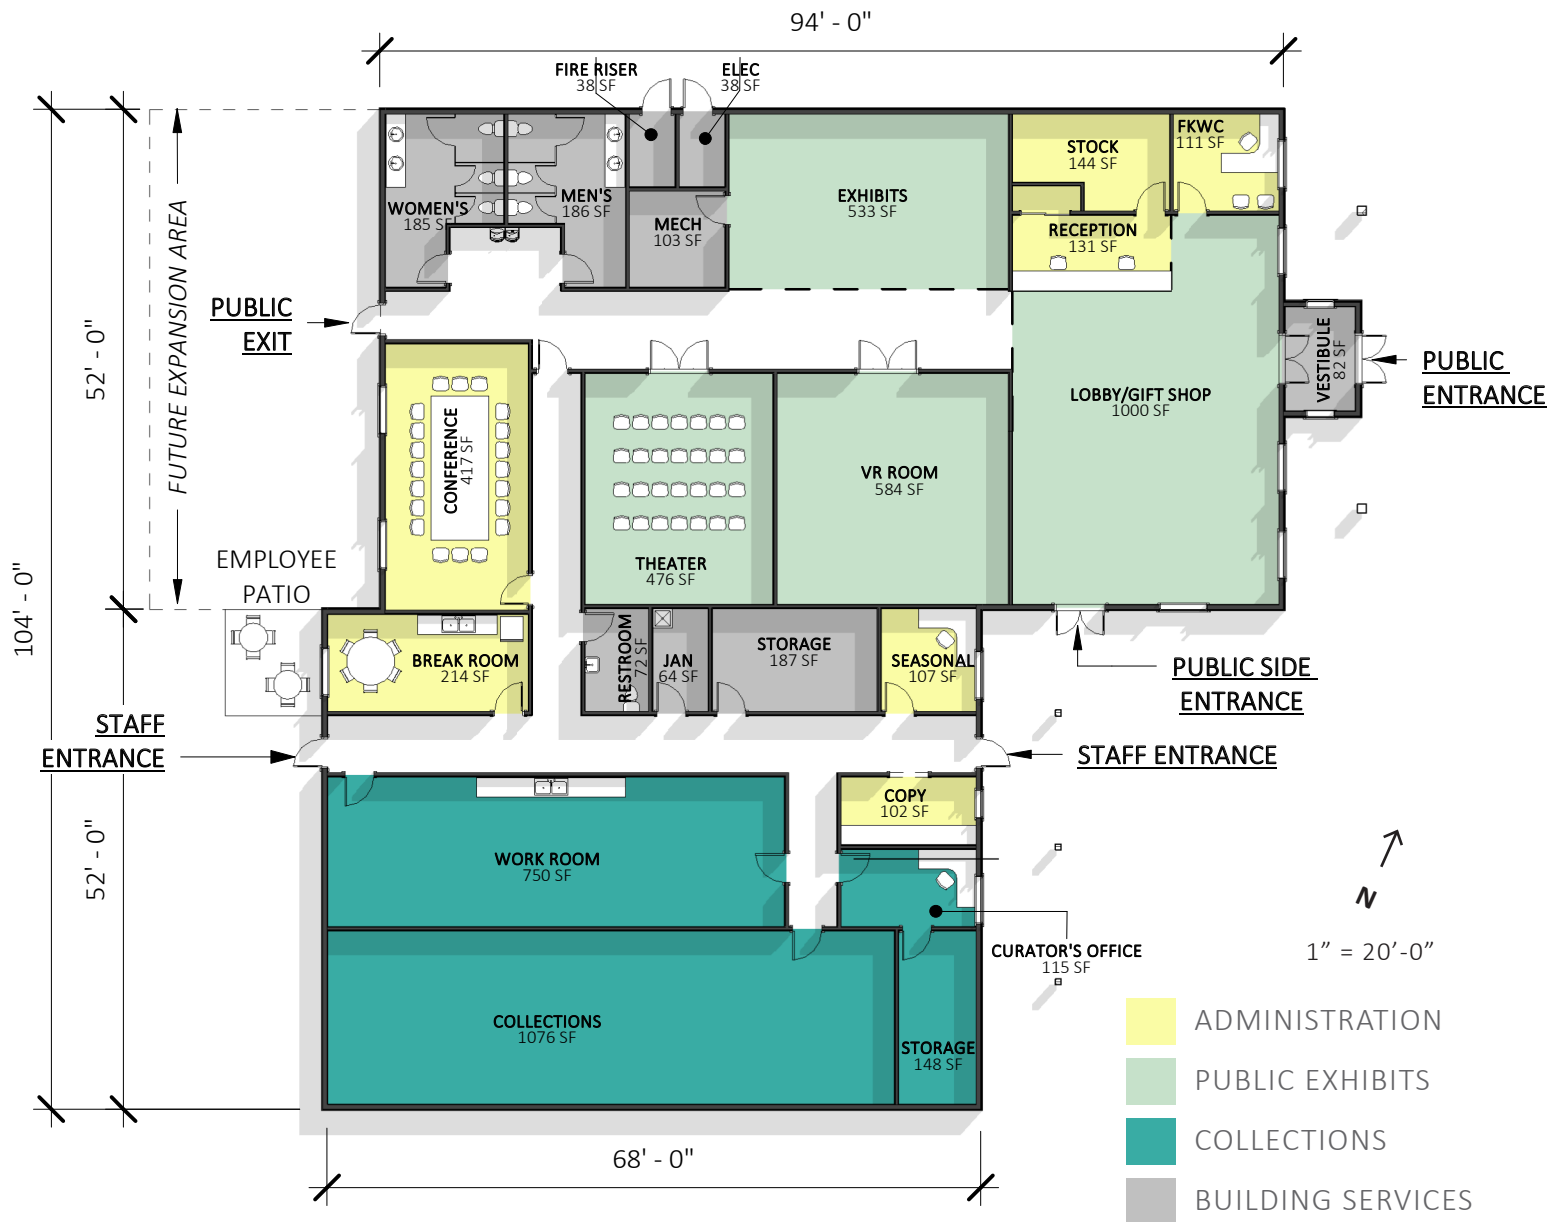 94' - 0"
FIRE RISER
38 SF
ELEC
38 SF
FKWC
111 SF
STOCK
144 SF
EXHIBITS
533 SF
MEN'S
186 SF
WOMEN'S
185 SF
MECH
103 SF
RECEPTION
131 SF
FUTURE EXPANSION AREA
PUBLIC
EXIT
52' - 0"
VESTIBULE
82 SF
PUBLIC
ENTRANCE
LOBBY/GIFT SHOP
1000 SF
CONFERENCE
417 SF
VR ROOM
584 SF
THEATER
476 SF
EMPLOYEE
PATIO
104' - 0"
BREAK ROOM
214 SF
RESTROOM
72 SF
JAN
64 SF
STORAGE
187 SF
SEASONAL
107 SF
PUBLIC SIDE
ENTRANCE
STAFF
ENTRANCE
STAFF ENTRANCE
COPY
102 SF
52' - 0"
WORK ROOM
750 SF
N
CURATOR'S OFFICE
115 SF
1” = 20’-0”
COLLECTIONS
1076 SF
STORAGE
148 SF
ADMINISTRATION
PUBLIC EXHIBITS
COLLECTIONS
BUILDING SERVICES
68' - 0"